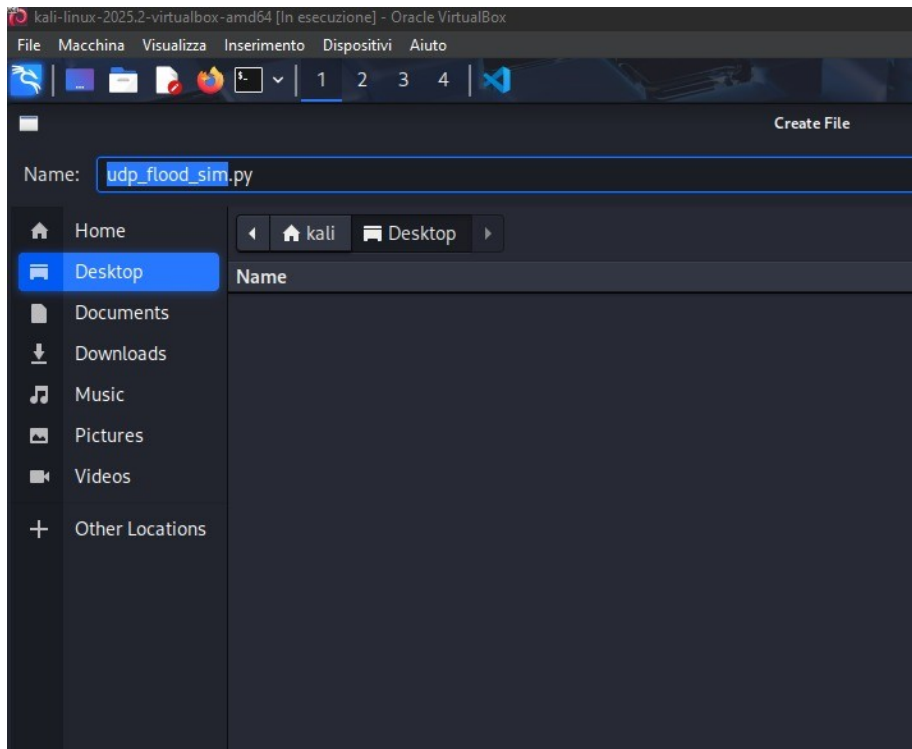 kali-linux-2025.2-virtualbox-amd64 [In esecuzione] - Oracle VirtualBox
File Macchina Visualizza Inserimento Dispositivi Aiuto
1 2 3 4
Create File
Name: udp_flood_sim.py
Home
kali Desktop
Desktop
Name
Documents
Downloads
Music
Pictures
Videos
Other Locations